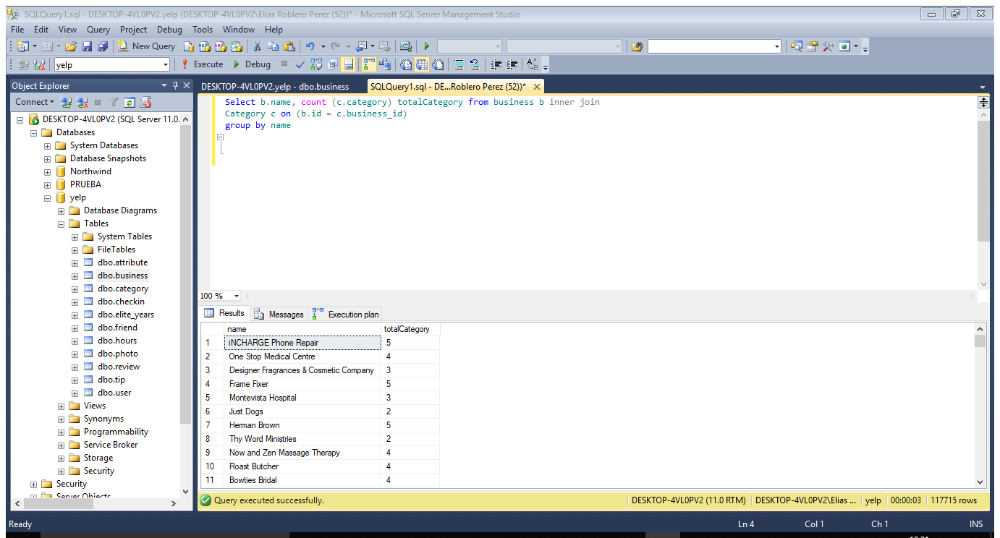 SQLQuery1.sql - DESKTOP-4VL0PV2.yelp (DESKTOP-4VL0PV2\Elias Roblero Perez (52))* - Microsoft SQL Server Management Studio
File Edit View Query Project Debug Tools Window Help
New Query
yelp Execute Debug
Object Explorer
Connect
DESKTOP-4VL0PV2 (SQL Server 11.0.
Databases
System Databases
Database Snapshots
Northwind
PRUEBA
yelp
Database Diagrams
Tables
System Tables
FileTables
dbo.attribute
dbo.business
dbo.category
dbo.checkin
dbo.elite_years
dbo.friend
dbo.hours
dbo.photo
dbo.review
dbo.tip
dbo.user
Views
Synonyms
Programmability
Service Broker
Storage
Security
Security
Server Objects
DESKTOP-4VL0PV2.yelp - dbo.business SQLQuery1.sql - DE...Roblero Perez (52))*
Select b.name, count (c.category) totalCategory from business b inner join
Category c on (b.id = c.business_id)
group by name
100 %
Results Messages Execution plan
name totalCategory
1 iNCHARGE Phone Repair 5
2 One Stop Medical Centre 4
3 Designer Fragrances & Cosmetic Company 3
4 Frame Fixer 5
5 Montevista Hospital 3
6 Just Dogs 2
7 Herman Brown 5
8 Thy Word Ministries 2
9 Now and Zen Massage Therapy 4
10 Roast Butcher 4
11 Bowties Bridal 4
Query executed successfully. DESKTOP-4VL0PV2 (11.0 RTM) DESKTOP-4VL0PV2\Elias ... yelp 00:00:03 117715 rows
Ready Ln 4 Col 1 Ch 1 INS